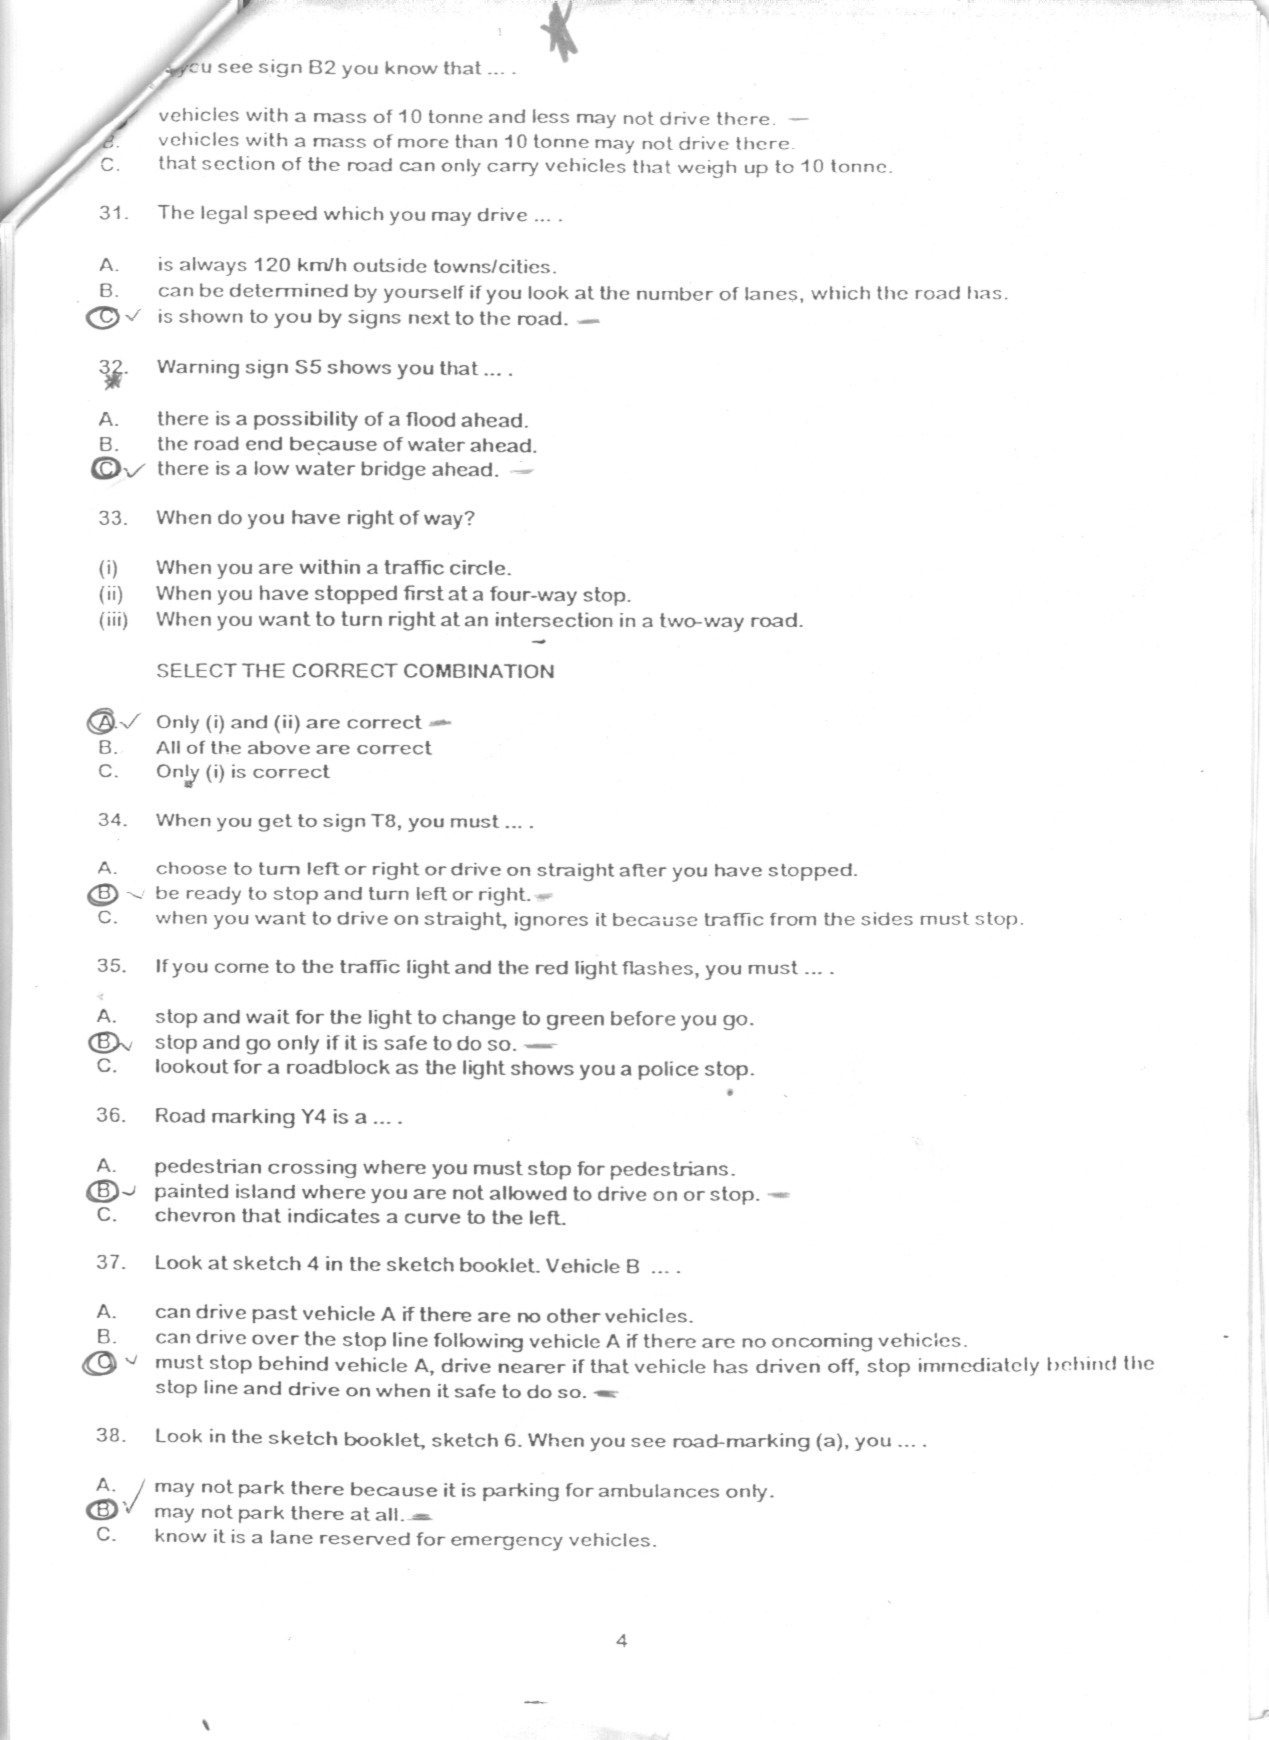 you see sign B2 you know that ... .
vehicles with a mass of 10 tonne and less may not drive there.
B. vehicles with a mass of more than 10 tonne may not drive there.
C. that section of the road can only carry vehicles that weigh up to 10 tonne.
31. The legal speed which you may drive ... .
A. is always 120 km/h outside towns/cities.
B. can be determined by yourself if you look at the number of lanes, which the road has.
C. is shown to you by signs next to the road.
32. Warning sign S5 shows you that ... .
A. there is a possibility of a flood ahead.
B. the road end because of water ahead.
C. there is a low water bridge ahead.
33. When do you have right of way?
(i) When you are within a traffic circle.
(ii) When you have stopped first at a four-way stop.
(iii) When you want to turn right at an intersection in a two-way road.
SELECT THE CORRECT COMBINATION
A. Only (i) and (ii) are correct
B. All of the above are correct
C. Only (i) is correct
34. When you get to sign T8, you must ... .
A. choose to turn left or right or drive on straight after you have stopped.
B. be ready to stop and turn left or right.
C. when you want to drive on straight, ignores it because traffic from the sides must stop.
35. If you come to the traffic light and the red light flashes, you must ... .
A. stop and wait for the light to change to green before you go.
B. stop and go only if it is safe to do so.
C. lookout for a roadblock as the light shows you a police stop.
36. Road marking Y4 is a ... .
A. pedestrian crossing where you must stop for pedestrians.
B. painted island where you are not allowed to drive on or stop.
C. chevron that indicates a curve to the left.
37. Look at sketch 4 in the sketch booklet. Vehicle B ... .
A. can drive past vehicle A if there are no other vehicles.
B. can drive over the stop line following vehicle A if there are no oncoming vehicles.
C. must stop behind vehicle A, drive nearer if that vehicle has driven off, stop immediately behind the
stop line and drive on when it safe to do so.
38. Look in the sketch booklet, sketch 6. When you see road-marking (a), you ... .
A. may not park there because it is parking for ambulances only.
B. may not park there at all.
C. know it is a lane reserved for emergency vehicles.
4